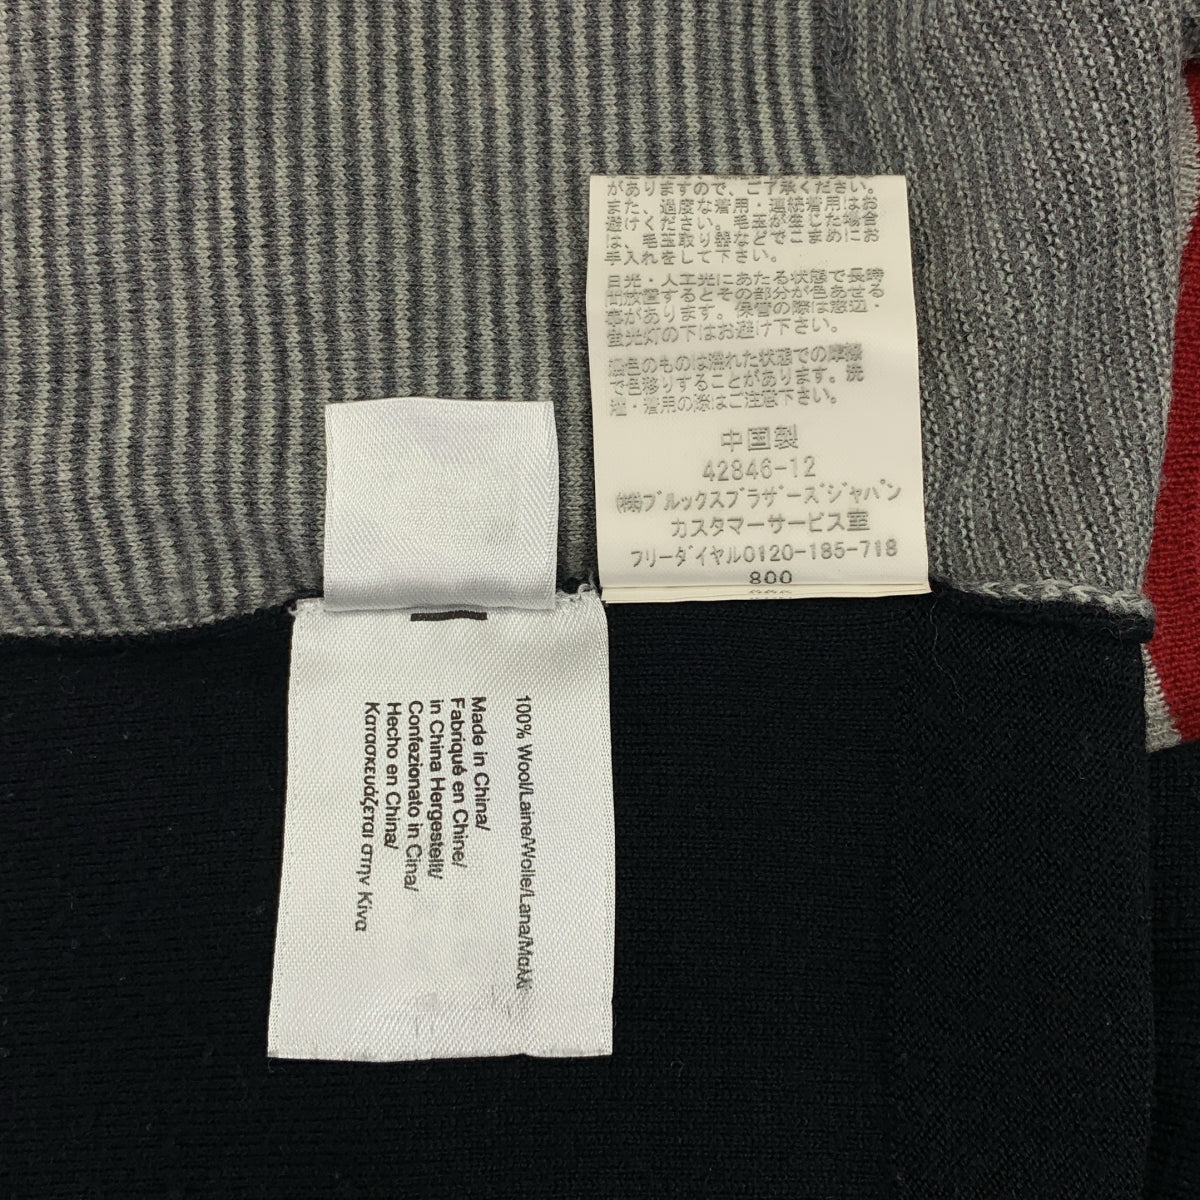 がありますので、ご了承ください。
また、過度な着用・連続着用はお
避けください。毛玉が生じた場合
は、毛玉取り器などでこまめにお
手入れをして下さい。
日光・人工光にあたる状態で長時
間放置するとその部分が色あせる
事があります。保管の際は窓辺・
蛍光灯の下はお避け下さい。
濃色のものは濡れた状態での摩擦
で色移りすることがあります。洗
濯・着用の際はご注意下さい。
中国製
42846-12
(株)ブルックスブラザーズジャパン
カスタマーサービス室
フリーダイヤル0120-185-718
800
100% Wool/Laine/Wolle/Lana/Μαλλί
Made in China/
Fabriqué en Chine/
in China Hergestellt/
Confezionato in Cina/
Hecho en China/
Κατασκευάζεται στην Κίνα